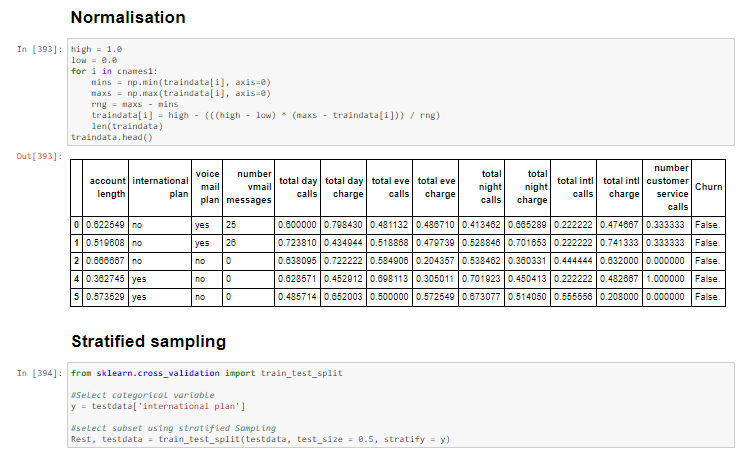 Normalisation
In [393]: high = 1.0
low = 0.0
for i in cnames1:
mins = np.min(traindata[i], axis=0)
maxs = np.max(traindata[i], axis=0)
rng = maxs - mins
traindata[i] = high - (((high - low) * (maxs - traindata[i])) / rng)
len(traindata)
traindata.head()
Out[393]:
account length international plan voice mail plan number vmail messages total day calls total day charge total eve calls total eve charge total night calls total night charge total intl calls total intl charge number customer service calls Churn
0 0.622549 no yes 25 0.600000 0.798430 0.481132 0.486710 0.413462 0.665289 0.222222 0.474667 0.333333 False.
1 0.519608 no yes 26 0.723810 0.434944 0.518868 0.479739 0.528846 0.701653 0.222222 0.741333 0.333333 False.
2 0.666667 no no 0 0.638095 0.722222 0.584906 0.204357 0.538462 0.360331 0.444444 0.632000 0.000000 False.
4 0.362745 yes no 0 0.628571 0.452912 0.698113 0.305011 0.701923 0.450413 0.222222 0.482667 1.000000 False.
5 0.573529 yes no 0 0.485714 0.652003 0.500000 0.572549 0.673077 0.514050 0.555556 0.208000 0.000000 False.
Stratified sampling
In [394]: from sklearn.cross_validation import train_test_split
#Select categorical variable
y = testdata['international plan']
#select subset using stratified Sampling
Rest, testdata = train_test_split(testdata, test_size = 0.5, stratify = y)